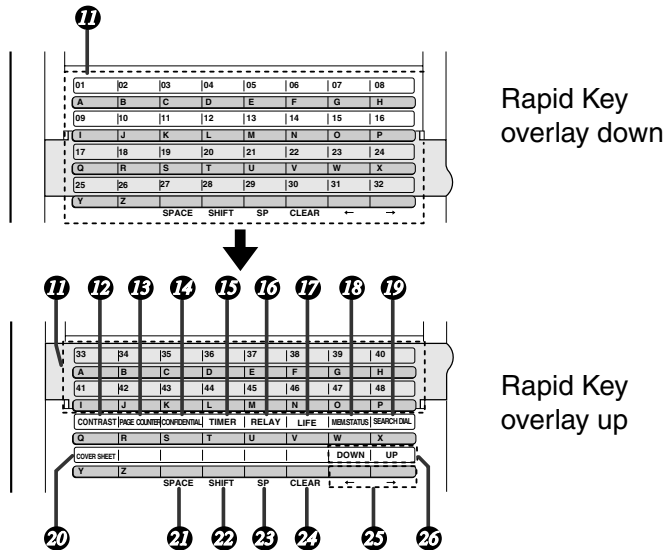 11
01 02 03 04 05 06 07 08
A B C D E F G H
09 10 11 12 13 14 15 16
I J K L M N O P
17 18 19 20 21 22 23 24
Q R S T U V W X
25 26 27 28 29 30 31 32
Y Z
SPACE SHIFT SP CLEAR ← →
Rapid Key
overlay down
11 12 13 14 15 16 17 18 19
33 34 35 36 37 38 39 40
A B C D E F G H
41 42 43 44 45 46 47 48
I J K L M N O P
CONTRAST PAGE COUNTER CONFIDENTIAL TIMER RELAY LIFE MEM.STATUS SEARCH DIAL
Q R S T U V W X
COVER SHEET DOWN UP
Y Z
SPACE SHIFT SP CLEAR ← →
20 21 22 23 24 25 26
Rapid Key
overlay up